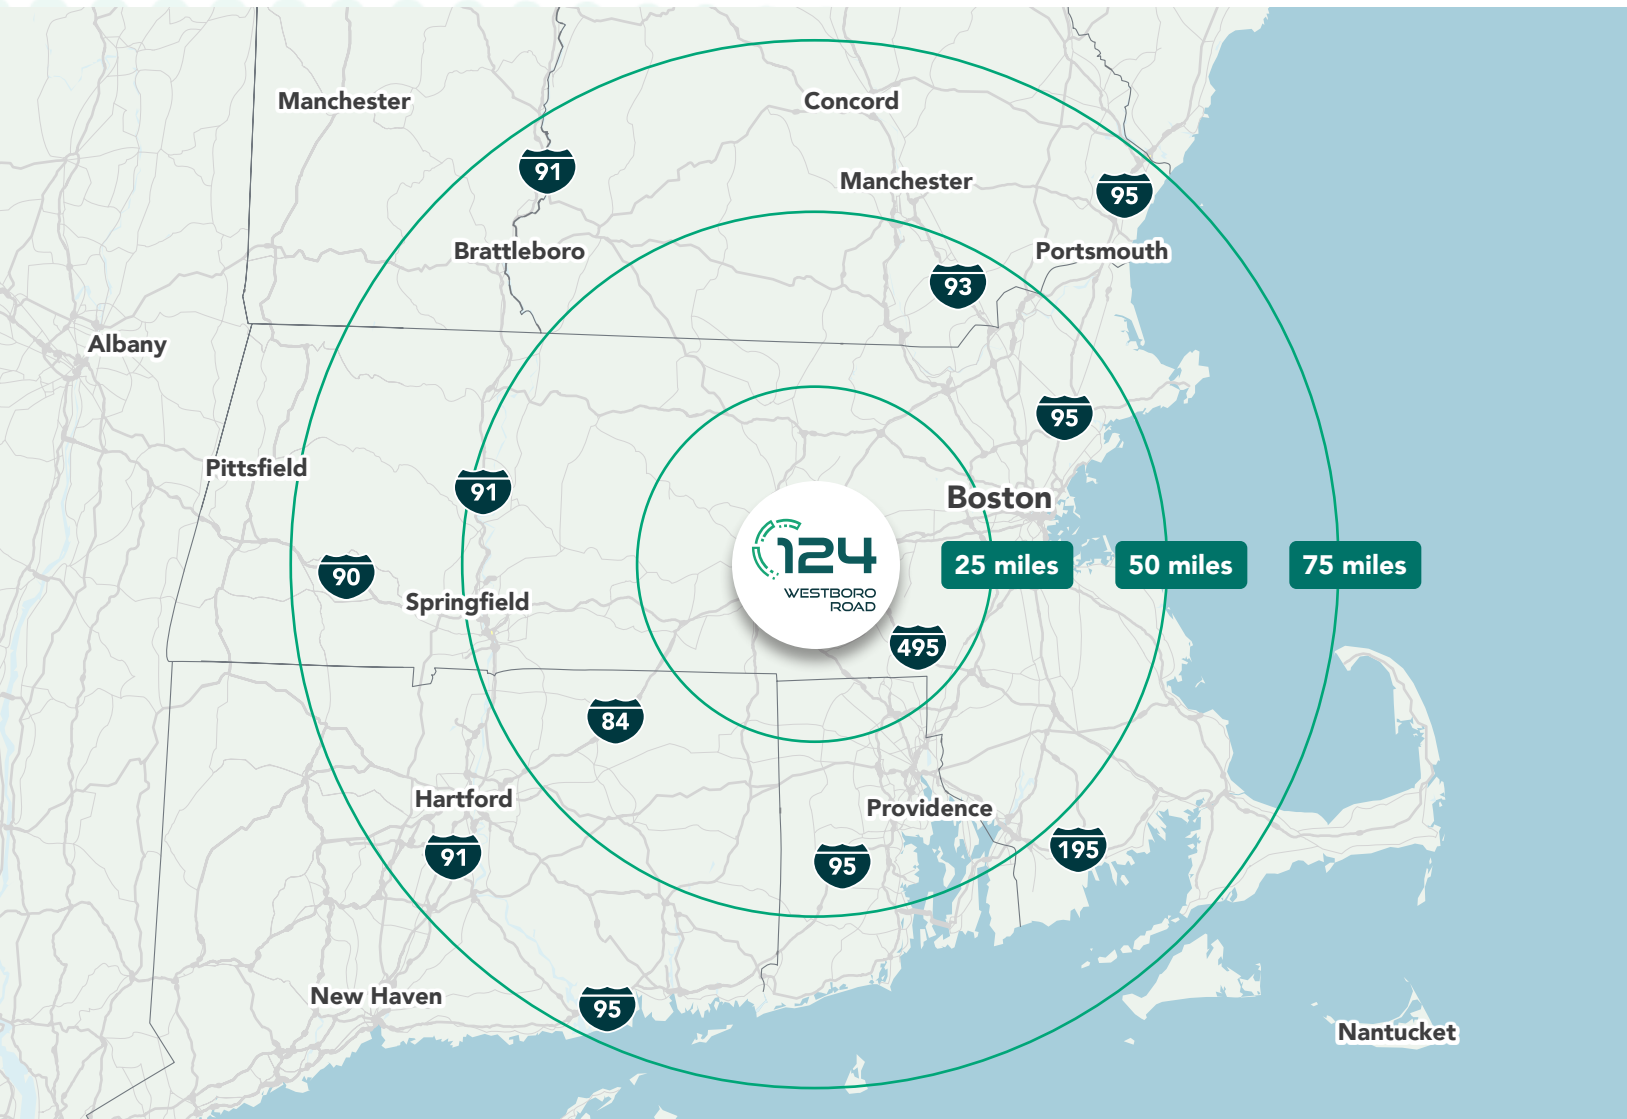 Manchester
Concord
91
Manchester
95
Brattleboro
Portsmouth
93
Albany
95
Pittsfield
91
Boston
124
WESTBORO
ROAD
25 miles
50 miles
75 miles
90
Springfield
495
84
Hartford
Providence
91
95
195
New Haven
95
Nantucket